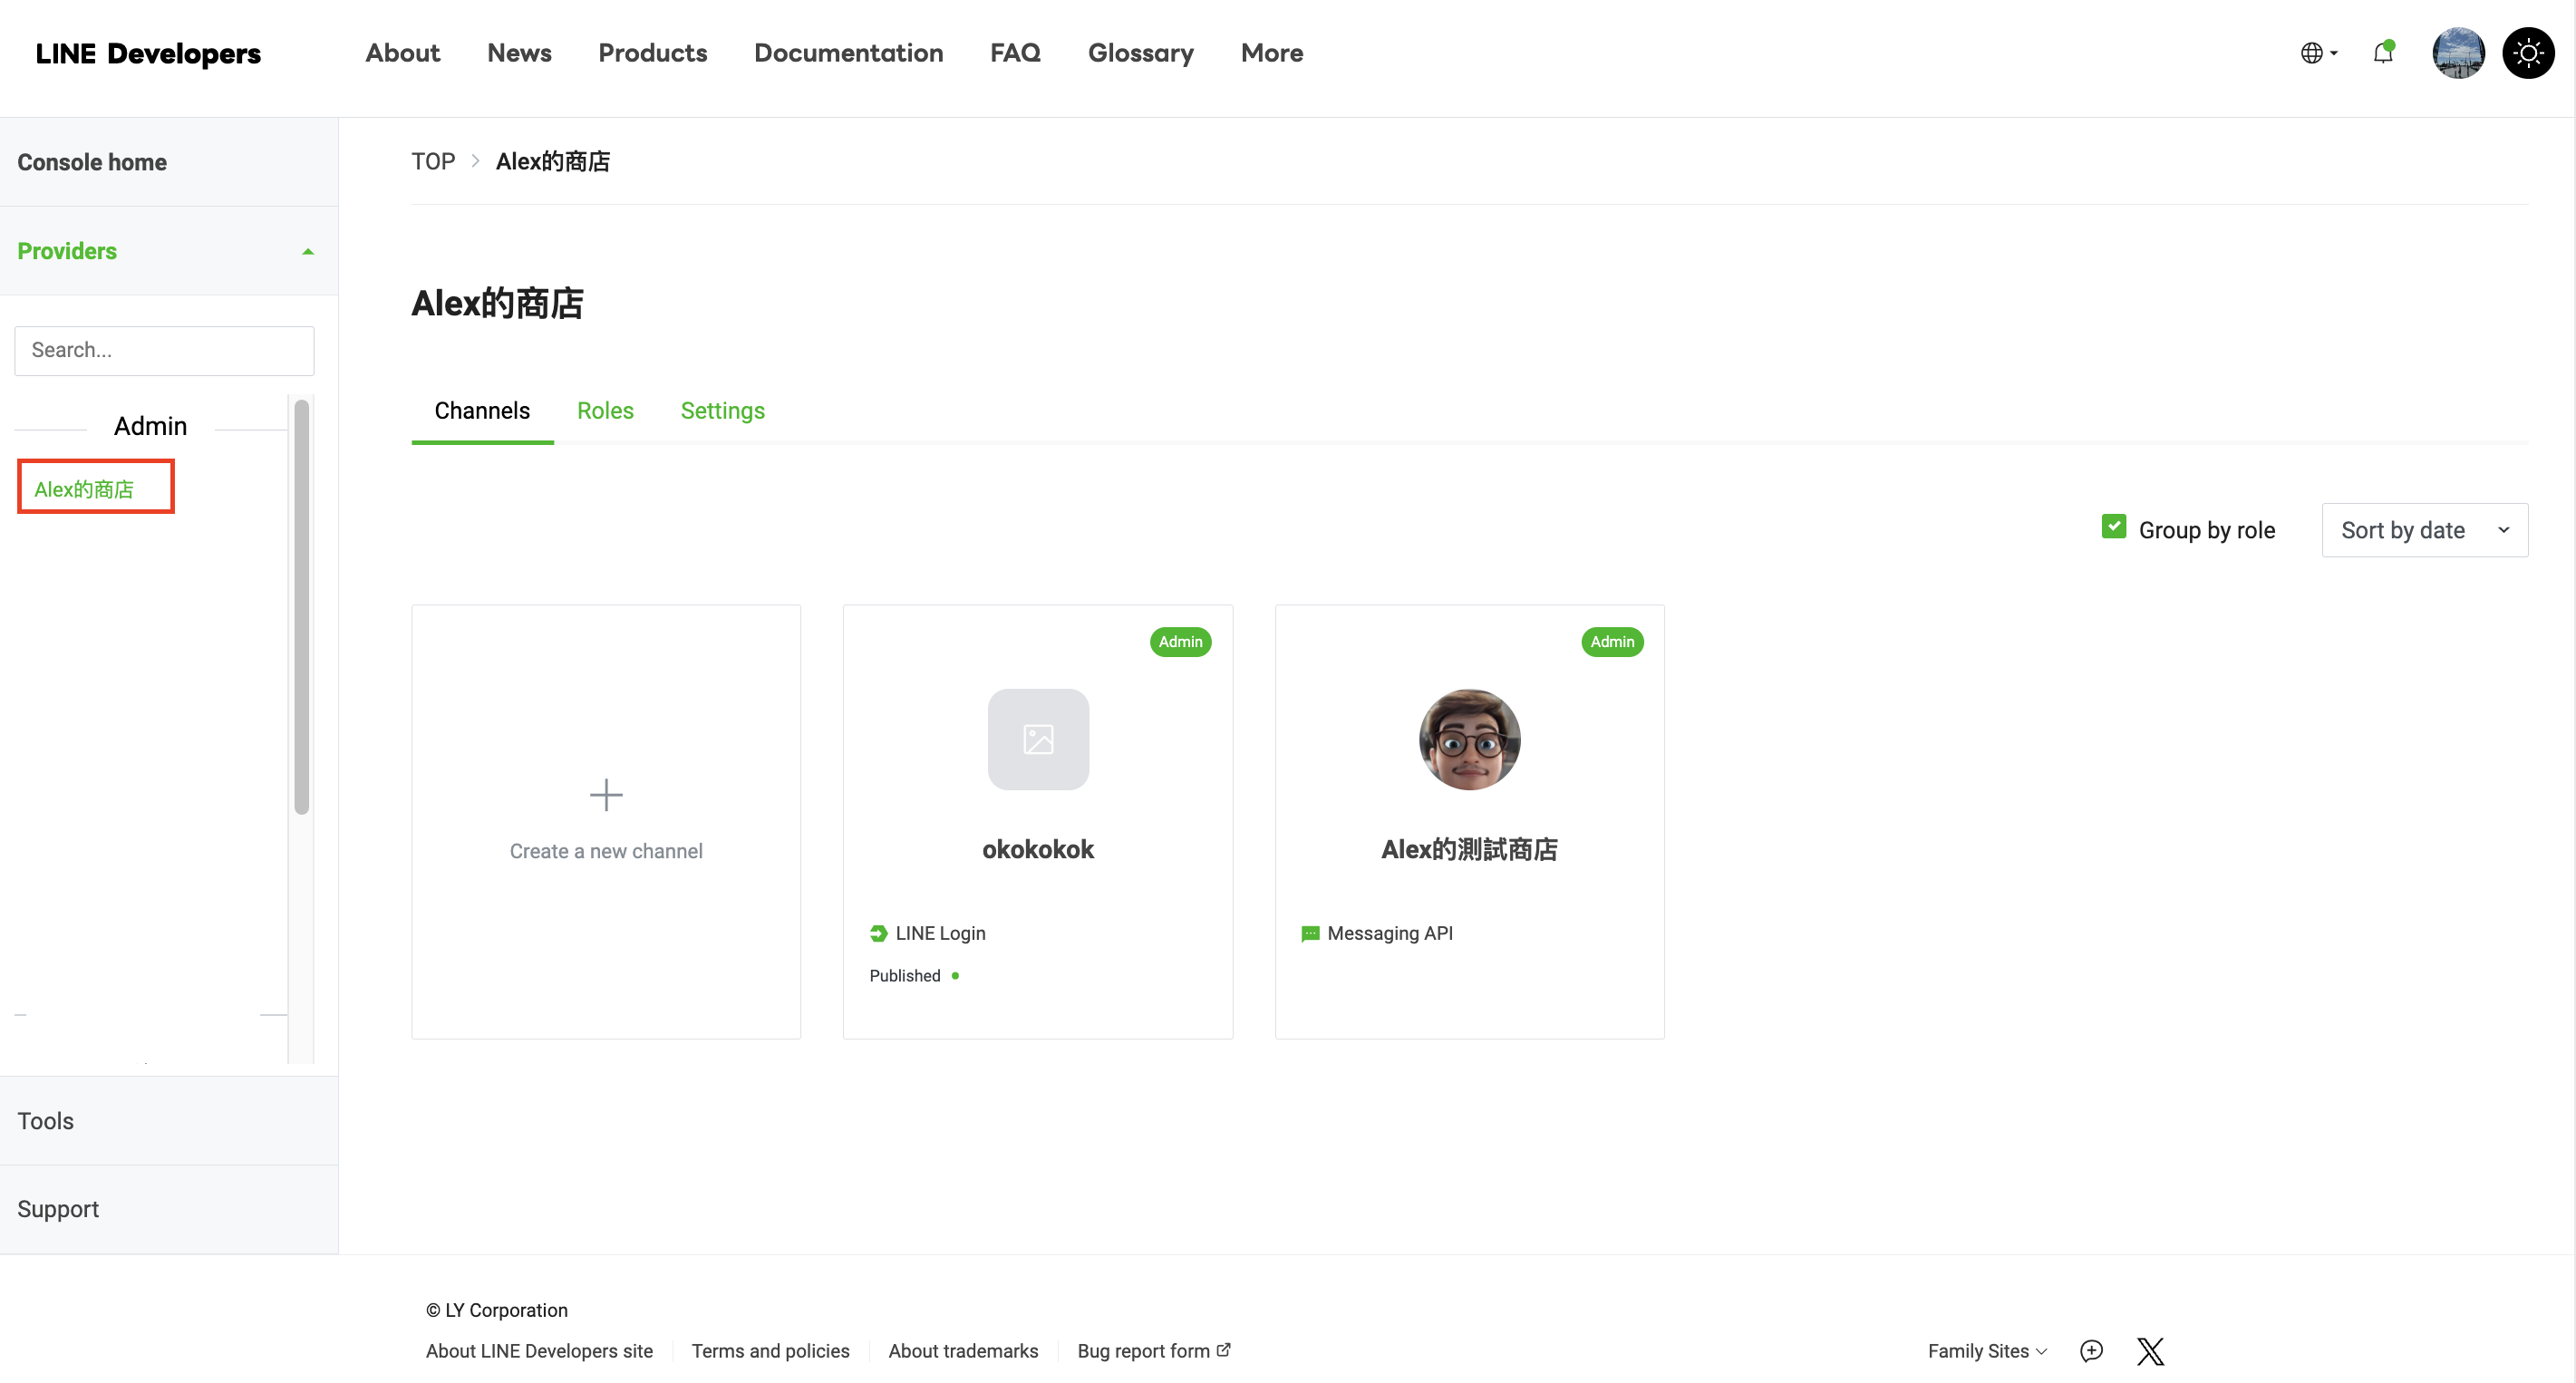 LINE Developers
About News Products Documentation FAQ Glossary More
Console home
Providers
Search...
Admin
Alex的商店
Tools
Support
TOP > Alex的商店
Alex的商店
Channels Roles Settings
Group by role Sort by date
Create a new channel
Admin
okokokok
LINE Login
Published
Admin
Alex的測試商店
Messaging API
© LY Corporation
About LINE Developers site Terms and policies About trademarks Bug report form Family Sites